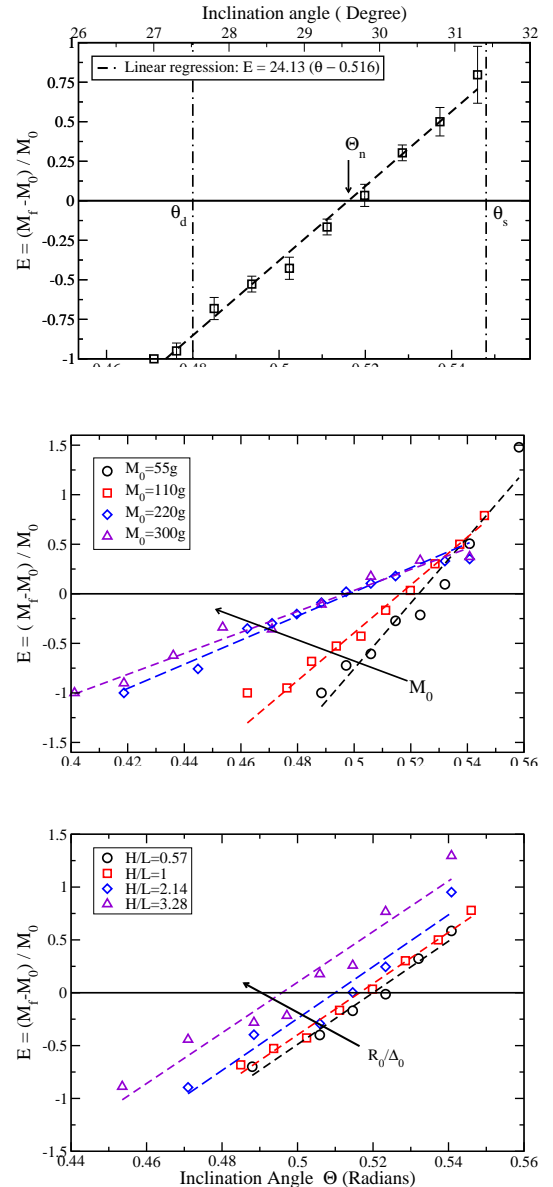 Inclination angle ( Degree)
26 27 28 29 30 31 32
Linear regression: E = 24.13 (θ − 0.516)
E = (M_f -M_0) / M_0
1
0.75
0.5
0.25
0
-0.25
-0.5
-0.75
-1
Θ_n
θ_d
θ_s
0.46 0.48 0.5 0.52 0.54
E = ( M_f-M_0) / M_0
1.5
1
0.5
0
-0.5
-1
-1.5
M_0=55g
M_0=110g
M_0=220g
M_0=300g
M_0
0.4 0.42 0.44 0.46 0.48 0.5 0.52 0.54 0.56
E = (M_f-M_0) / M_0
1.5
1
0.5
0
-0.5
-1
-1.5
H/L=0.57
H/L=1
H/L=2.14
H/L=3.28
R_0/Δ_0
0.44 0.46 0.48 0.5 0.52 0.54 0.56
Inclination Angle Θ (Radians)